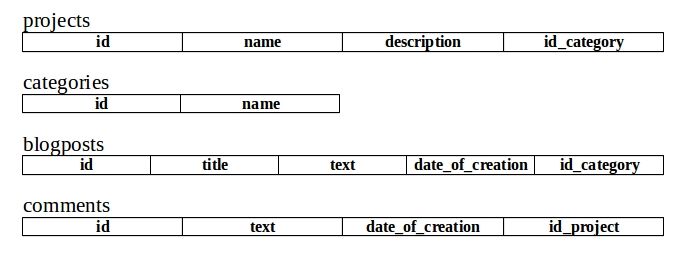 projects
id name description id_category
categories
id name
blogposts
id title text date_of_creation id_category
comments
id text date_of_creation id_project